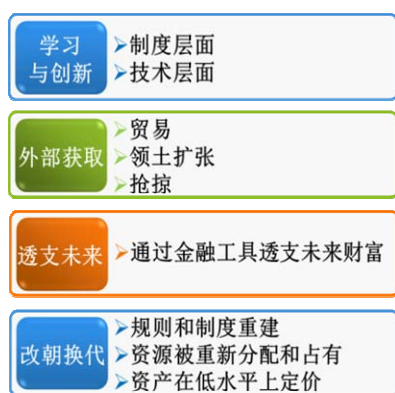 学习
与创新
➢制度层面
➢技术层面
外部获取
➢贸易
➢领土扩张
➢抢掠
透支未来
➢通过金融工具透支未来财富
改朝换代
➢规则和制度重建
➢资源被重新分配和占有
➢资产在低水平上定价